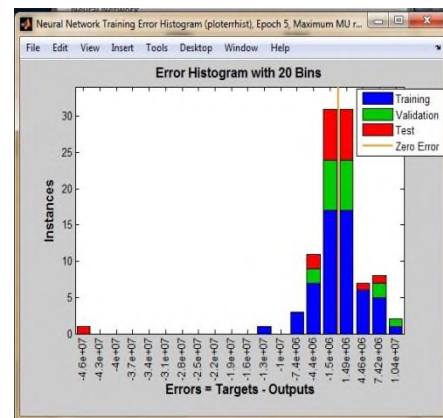 Neural Network Training Error Histogram (ploterrhist), Epoch 5, Maximum MU r...
File Edit View Insert Tools Desktop Window Help
Error Histogram with 20 Bins
Training
Validation
Test
Zero Error
Instances
30
25
20
15
10
5
0
-4.6e+07
-4.3e+07
-4e+07
-3.7e+07
-3.4e+07
-3.1e+07
-2.8e+07
-2.5e+07
-2.2e+07
-1.9e+07
-1.6e+07
-1.3e+07
-1e+07
-7.4e+06
-4.4e+06
-1.5e+06
1.49e+06
4.46e+06
7.42e+06
1.04e+07
Errors = Targets - Outputs